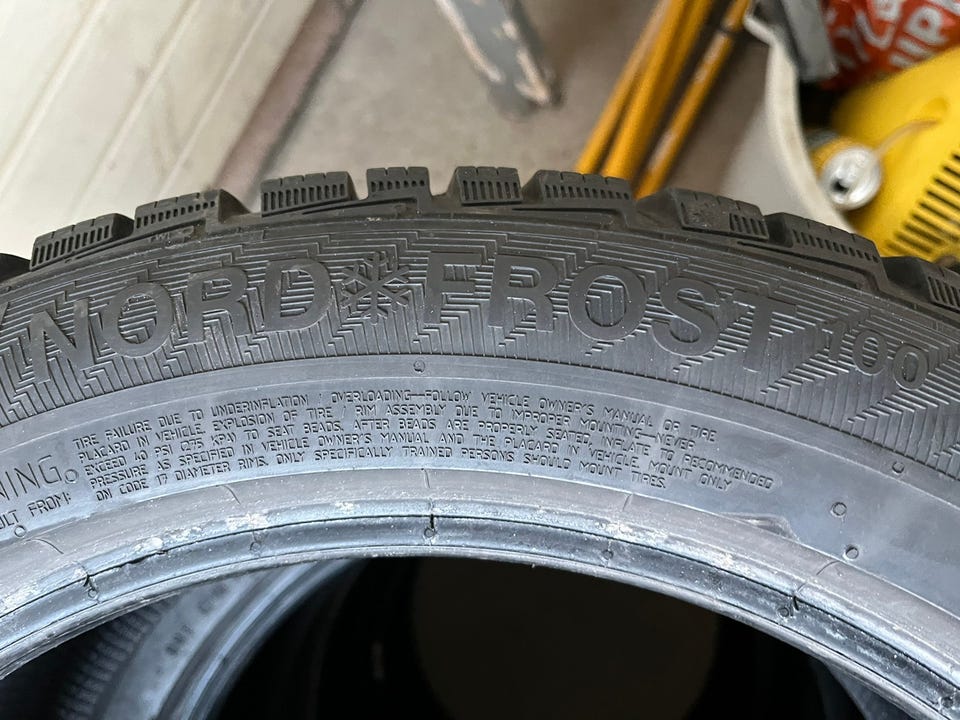 NORD FROST 100
TIRE FAILURE DUE TO UNDERINFLATION / OVERLOADING—FOLLOW VEHICLE OWNER'S MANUAL OR TIRE
PLACARD IN VEHICLE. EXPLOSION OF TIRE / RIM ASSEMBLY DUE TO IMPROPER MOUNTING—NEVER
EXCEED 40 PSI (275 KPA) TO SEAT BEADS. AFTER BEADS ARE PROPERLY SEATED, INFLATE TO RECOMMENDED
PRESSURE AS SPECIFIED IN VEHICLE OWNER'S MANUAL AND THE PLACARD IN VEHICLE. MOUNT ONLY
ON CODE 17 DIAMETER RIMS. ONLY SPECIFICALLY TRAINED PERSONS SHOULD MOUNT TIRES.
NING.
ULT FROM: